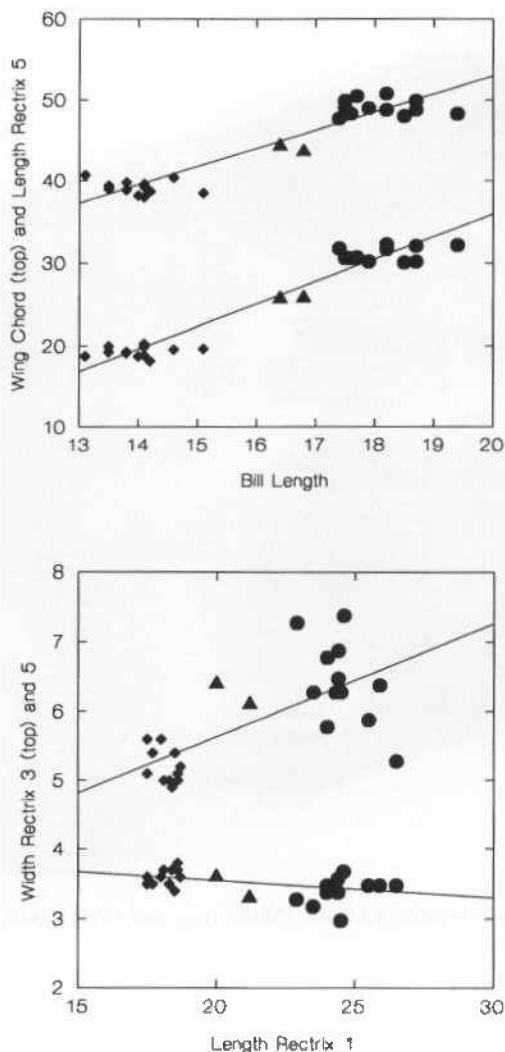 60
50
40
30
20
10
13 14 15 16 17 18 19 20
Wing Chord (top) and Length Rectrix 5
Bill Length
8
7
6
5
4
3
2
15 20 25 30
Width Rectrix 3 (top) and 5
Length Rectrix 1